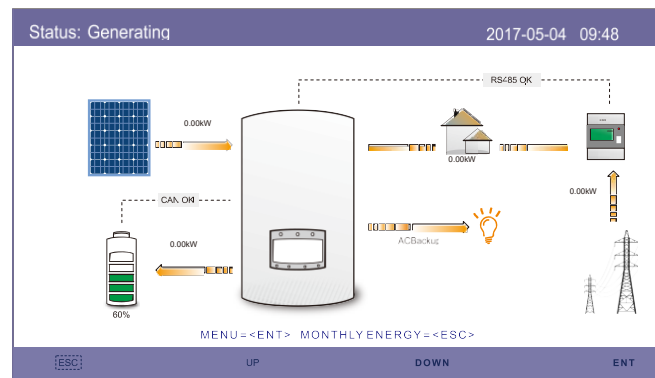 Status: Generating
2017-05-04 09:48
RS485 OK
0.00kW
0.00kW
CAN OK
0.00kW
0.00kW
ACBackup
60%
MENU=<ENT> MONTHLY ENERGY=<ESC>
ESC UP DOWN ENT